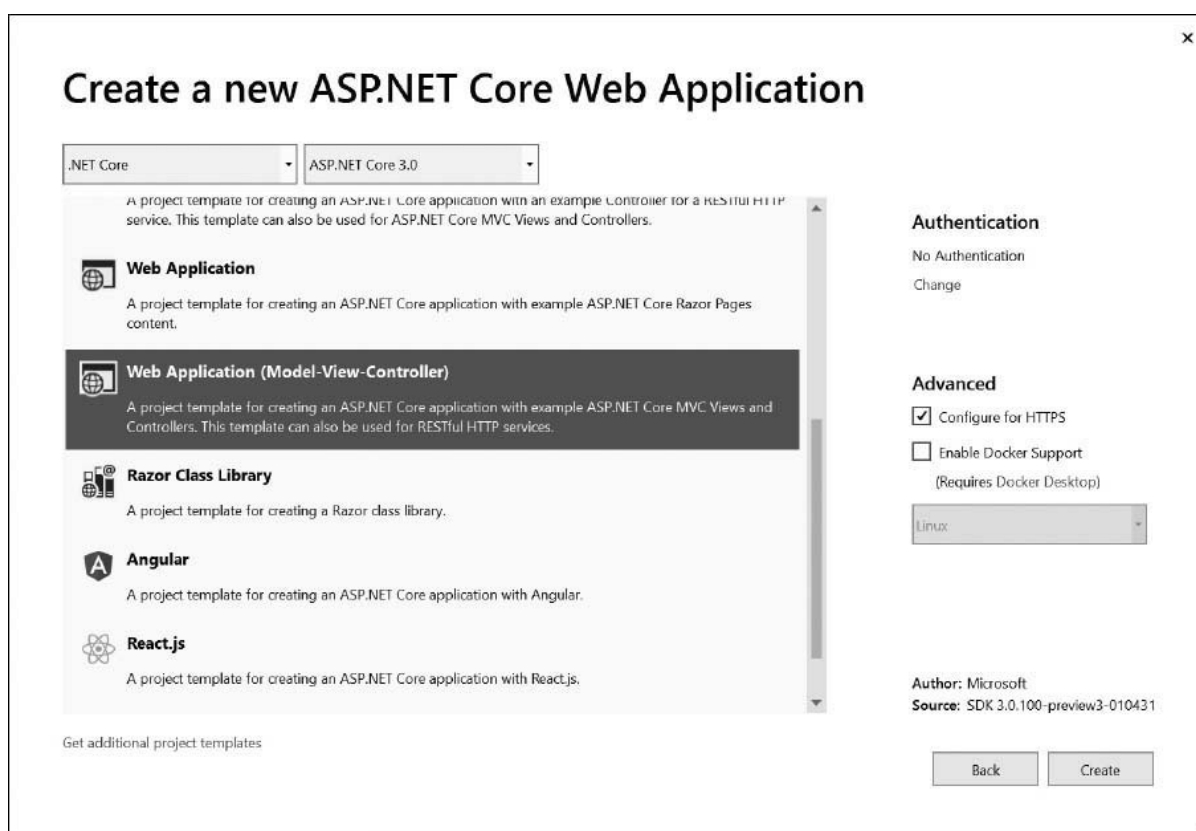 Create a new ASP.NET Core Web Application
.NET Core
ASP.NET Core 3.0
A project template for creating an ASP.NET Core application with an example Controller for a RESTful HTTP
service. This template can also be used for ASP.NET Core MVC Views and Controllers.
Web Application
A project template for creating an ASP.NET Core application with example ASP.NET Core Razor Pages
content.
Web Application (Model-View-Controller)
A project template for creating an ASP.NET Core application with example ASP.NET Core MVC Views and
Controllers. This template can also be used for RESTful HTTP services.
Razor Class Library
A project template for creating a Razor class library.
Angular
A project template for creating an ASP.NET Core application with Angular.
React.js
A project template for creating an ASP.NET Core application with React.js.
Get additional project templates
Authentication
No Authentication
Change
Advanced
Configure for HTTPS
Enable Docker Support
(Requires Docker Desktop)
Linux
Author: Microsoft
Source: SDK 3.0.100-preview3-010431
Back
Create